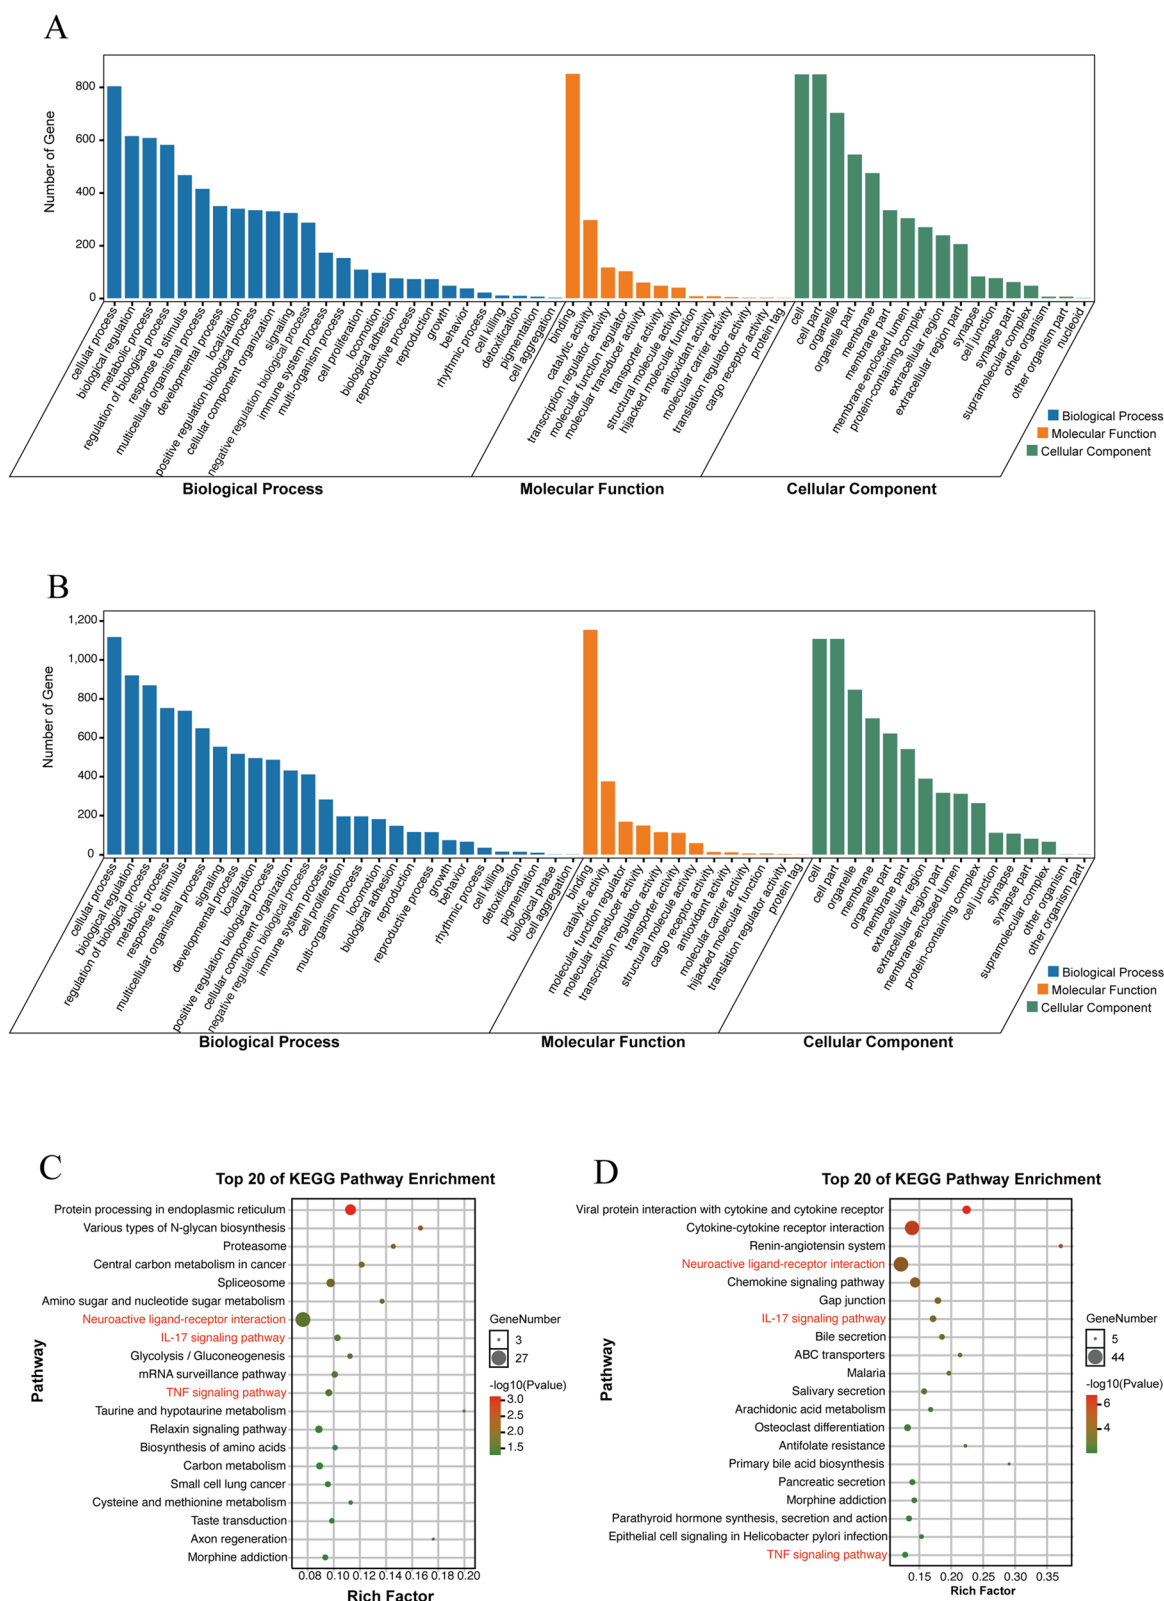 A
Number of Gene
800
600
400
200
0
cellular process
biological regulation
metabolic process
regulation of biological process
response to stimulus
multicellular organismal process
developmental process
localization
positive regulation biological process
cellular component organization
signaling
negative regulation biological process
immune system process
multi-organism process
cell proliferation
locomotion
biological adhesion
reproductive process
reproduction
growth
behavior
rhythmic process
cell killing
detoxification
pigmentation
cell aggregation
binding
catalytic activity
transcription regulator activity
molecular function regulator
molecular transducer activity
transporter activity
structural molecule activity
hijacked molecular function
antioxidant activity
molecular carrier activity
translation regulator activity
cargo receptor activity
protein tag
cell
cell part
organelle
organelle part
membrane
membrane part
membrane-enclosed lumen
protein-containing complex
extracellular region
extracellular region part
synapse
cell junction
synapse part
supramolecular complex
other organism
other organism part
nucleoid
Biological Process
Molecular Function
Cellular Component
Biological Process
Molecular Function
Cellular Component
B
Number of Gene
1,200
1,000
800
600
400
200
0
cellular process
biological regulation
regulation of biological process
metabolic process
response to stimulus
multicellular organismal process
signaling
developmental process
localization
positive regulation biological process
cellular component organization
negative regulation biological process
immune system process
cell proliferation
multi-organism process
locomotion
biological adhesion
reproduction
reproductive process
growth
behavior
rhythmic process
cell killing
detoxification
pigmentation
biological phase
cell aggregation
binding
catalytic activity
molecular function regulator
molecular transducer activity
transcription regulator activity
transporter activity
structural molecule activity
cargo receptor activity
antioxidant activity
molecular carrier activity
hijacked molecular function
translation regulator activity
protein tag
cell
cell part
organelle
membrane
organelle part
membrane part
extracellular region
extracellular region part
membrane-enclosed lumen
protein-containing complex
cell junction
synapse
synapse part
supramolecular complex
other organism
other organism part
Biological Process
Molecular Function
Cellular Component
Biological Process
Molecular Function
Cellular Component
C
Top 20 of KEGG Pathway Enrichment
Pathway
Protein processing in endoplasmic reticulum
Various types of N-glycan biosynthesis
Proteasome
Central carbon metabolism in cancer
Spliceosome
Amino sugar and nucleotide sugar metabolism
Neuroactive ligand-receptor interaction
IL-17 signaling pathway
Glycolysis / Gluconeogenesis
mRNA surveillance pathway
TNF signaling pathway
Taurine and hypotaurine metabolism
Relaxin signaling pathway
Biosynthesis of amino acids
Carbon metabolism
Small cell lung cancer
Cysteine and methionine metabolism
Taste transduction
Axon regeneration
Morphine addiction
0.08 0.10 0.12 0.14 0.16 0.18 0.20
Rich Factor
GeneNumber
3
27
-log10(Pvalue)
3.0
2.5
2.0
1.5
D
Top 20 of KEGG Pathway Enrichment
Pathway
Viral protein interaction with cytokine and cytokine receptor
Cytokine-cytokine receptor interaction
Renin-angiotensin system
Neuroactive ligand-receptor interaction
Chemokine signaling pathway
Gap junction
IL-17 signaling pathway
Bile secretion
ABC transporters
Malaria
Salivary secretion
Arachidonic acid metabolism
Osteoclast differentiation
Antifolate resistance
Primary bile acid biosynthesis
Pancreatic secretion
Morphine addiction
Parathyroid hormone synthesis, secretion and action
Epithelial cell signaling in Helicobacter pylori infection
TNF signaling pathway
0.15 0.20 0.25 0.30 0.35
Rich Factor
GeneNumber
5
44
-log10(Pvalue)
6
4